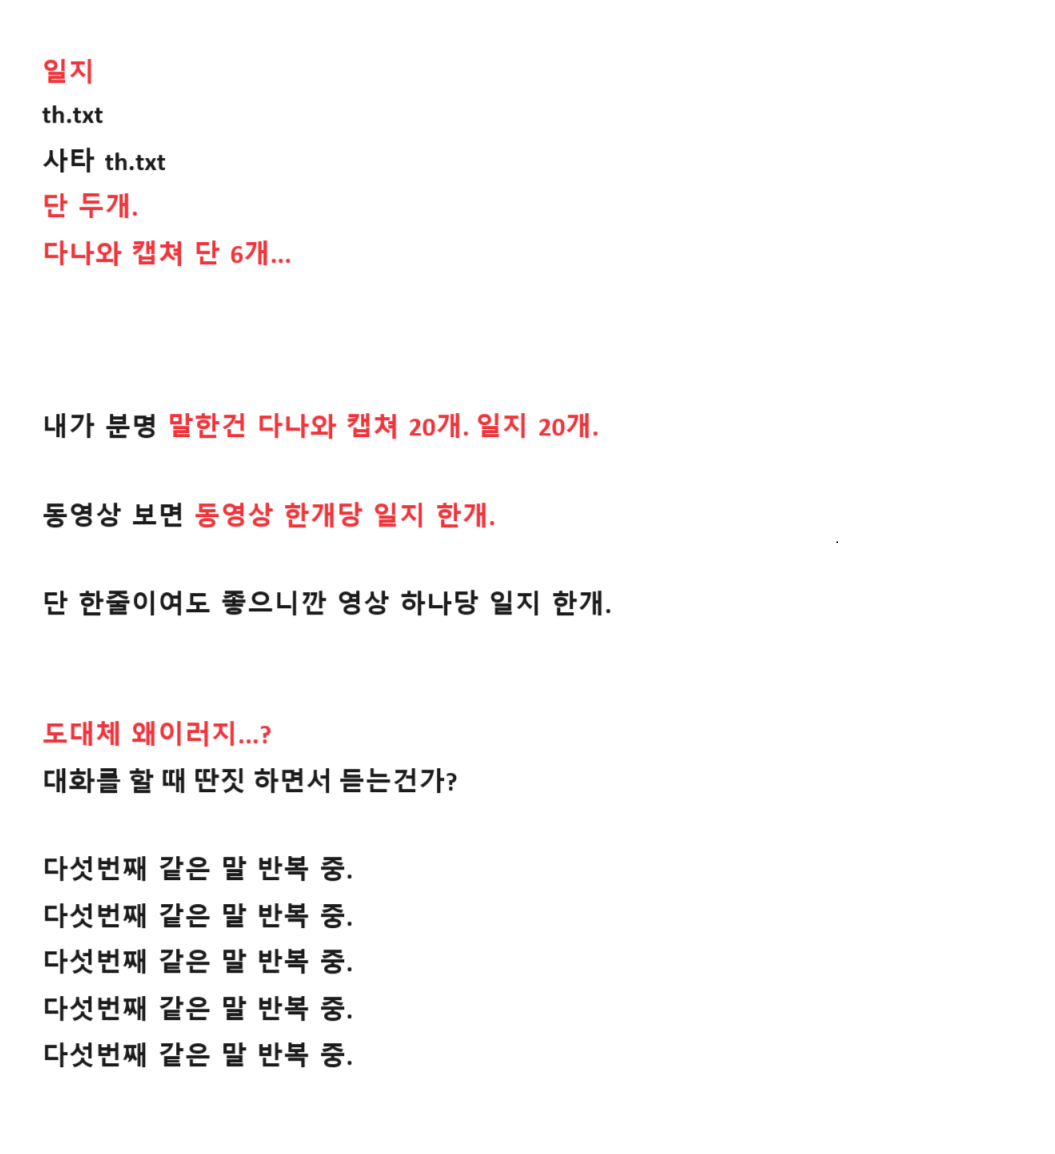 일지
th.txt
사타 th.txt
단 두개.
다나와 캡쳐 단 6개...
내가 분명 말한건 다나와 캡쳐 20개. 일지 20개.
동영상 보면 동영상 한개당 일지 한개.
단 한줄이여도 좋으니깐 영상 하나당 일지 한개.
도대체 왜이러지...?
대화를 할 때 딴짓 하면서 듣는건가?
다섯번째 같은 말 반복 중.
다섯번째 같은 말 반복 중.
다섯번째 같은 말 반복 중.
다섯번째 같은 말 반복 중.
다섯번째 같은 말 반복 중.